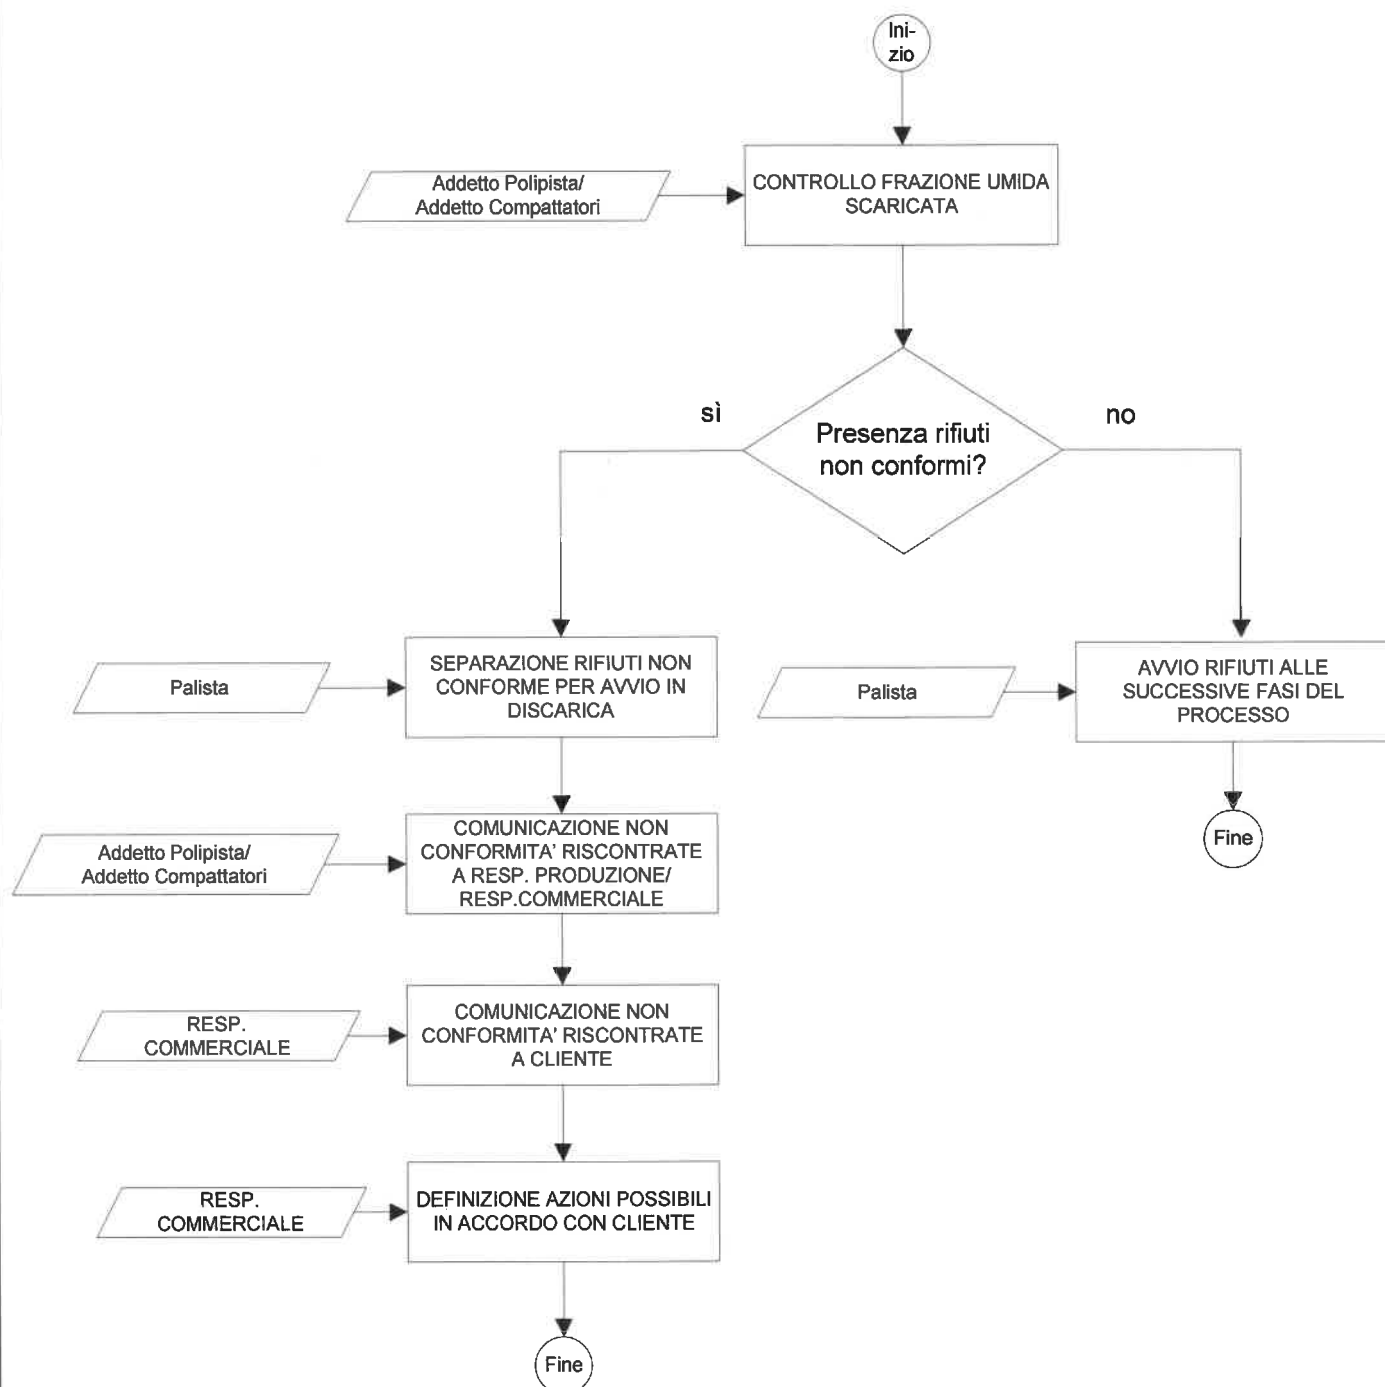 Ini-
zio
Addetto Polipista/
Addetto Compattatori
CONTROLLO FRAZIONE UMIDA
SCARICATA
sì
Presenza rifiuti
non conformi?
no
Palista
SEPARAZIONE RIFIUTI NON
CONFORME PER AVVIO IN
DISCARICA
Palista
AVVIO RIFIUTI ALLE
SUCCESSIVE FASI DEL
PROCESSO
Addetto Polipista/
Addetto Compattatori
COMUNICAZIONE NON
CONFORMITA' RISCONTRATE
A RESP. PRODUZIONE/
RESP.COMMERCIALE
Fine
RESP.
COMMERCIALE
COMUNICAZIONE NON
CONFORMITA' RISCONTRATE
A CLIENTE
RESP.
COMMERCIALE
DEFINIZIONE AZIONI POSSIBILI
IN ACCORDO CON CLIENTE
Fine